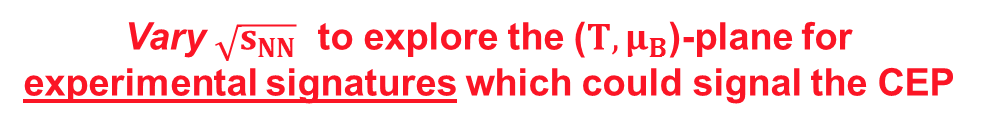 Vary √sNN to explore the (T, μB)-plane for
experimental signatures which could signal the CEP